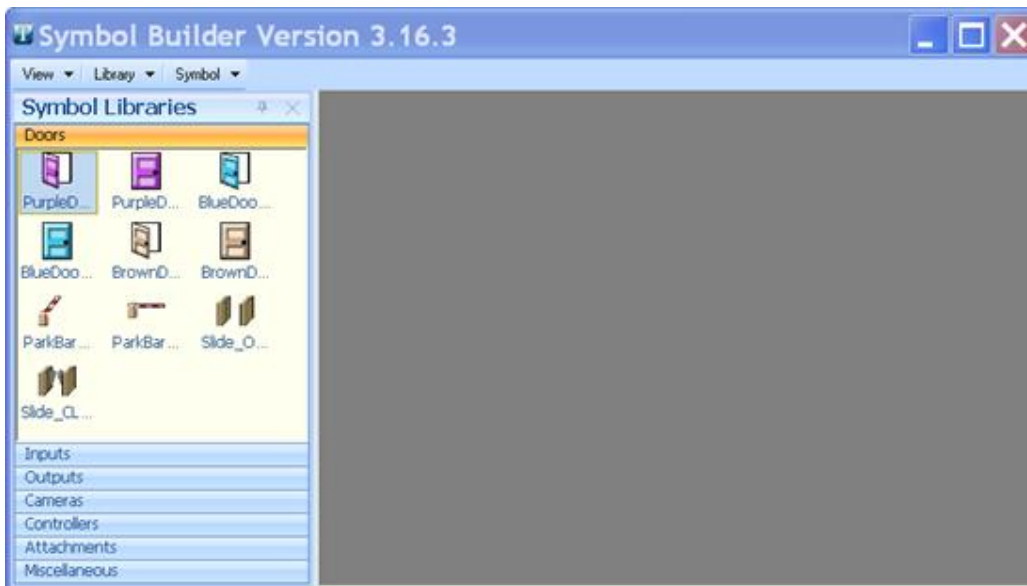 Symbol Builder Version 3.16.3
View Library Symbol
Symbol Libraries
Doors
PurpleD... PurpleD... BlueDoo...
BlueDoo... BrownD... BrownD...
ParkBar... ParkBar... Slide_O...
Slide_CL...
Inputs
Outputs
Cameras
Controllers
Attachments
Miscellaneous